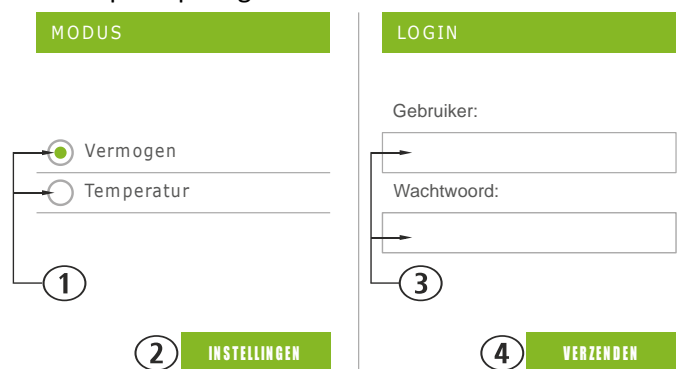 MODUS
Vermogen
Temperatur
1
2 INSTELLINGEN
LOGIN
Gebruiker:
Wachtwoord:
3
4 VERZENDEN